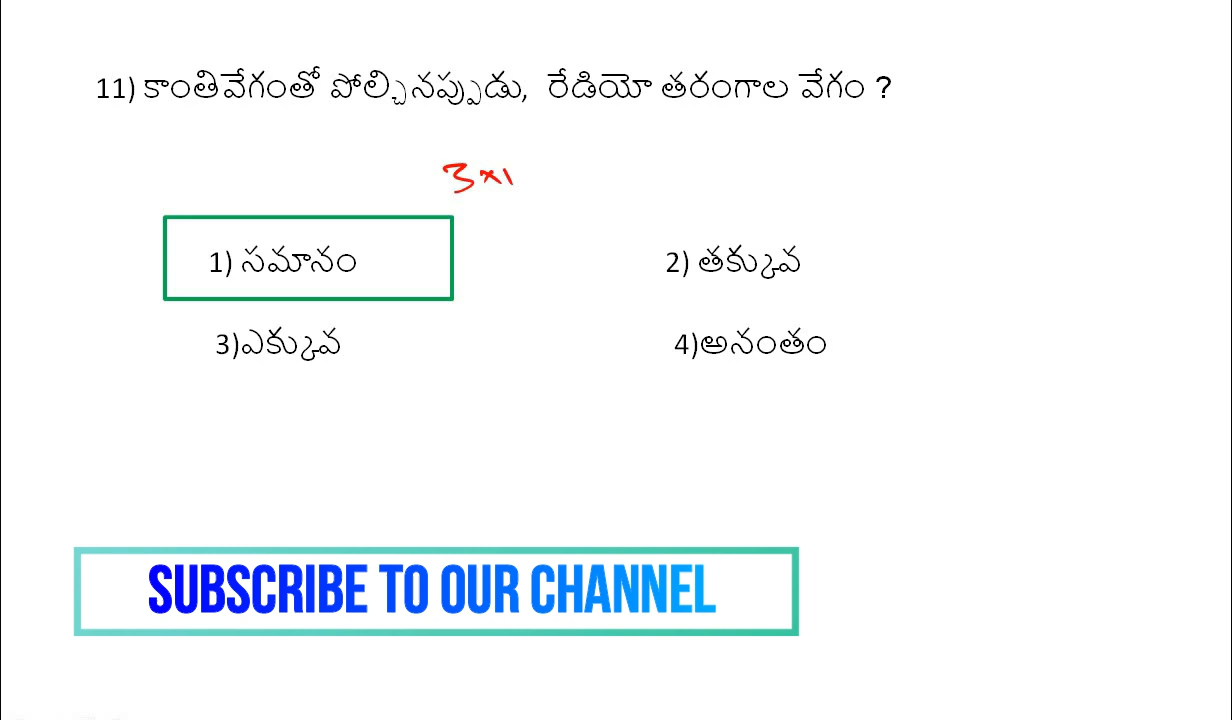 11) కాంతివేగంతో పోల్చినప్పుడు,  రేడియో తరంగాల వేగం ?
3×1
1) సమానం
2) తక్కువ
3)ఎక్కువ
4)అనంతం
SUBSCRIBE TO OUR CHANNEL